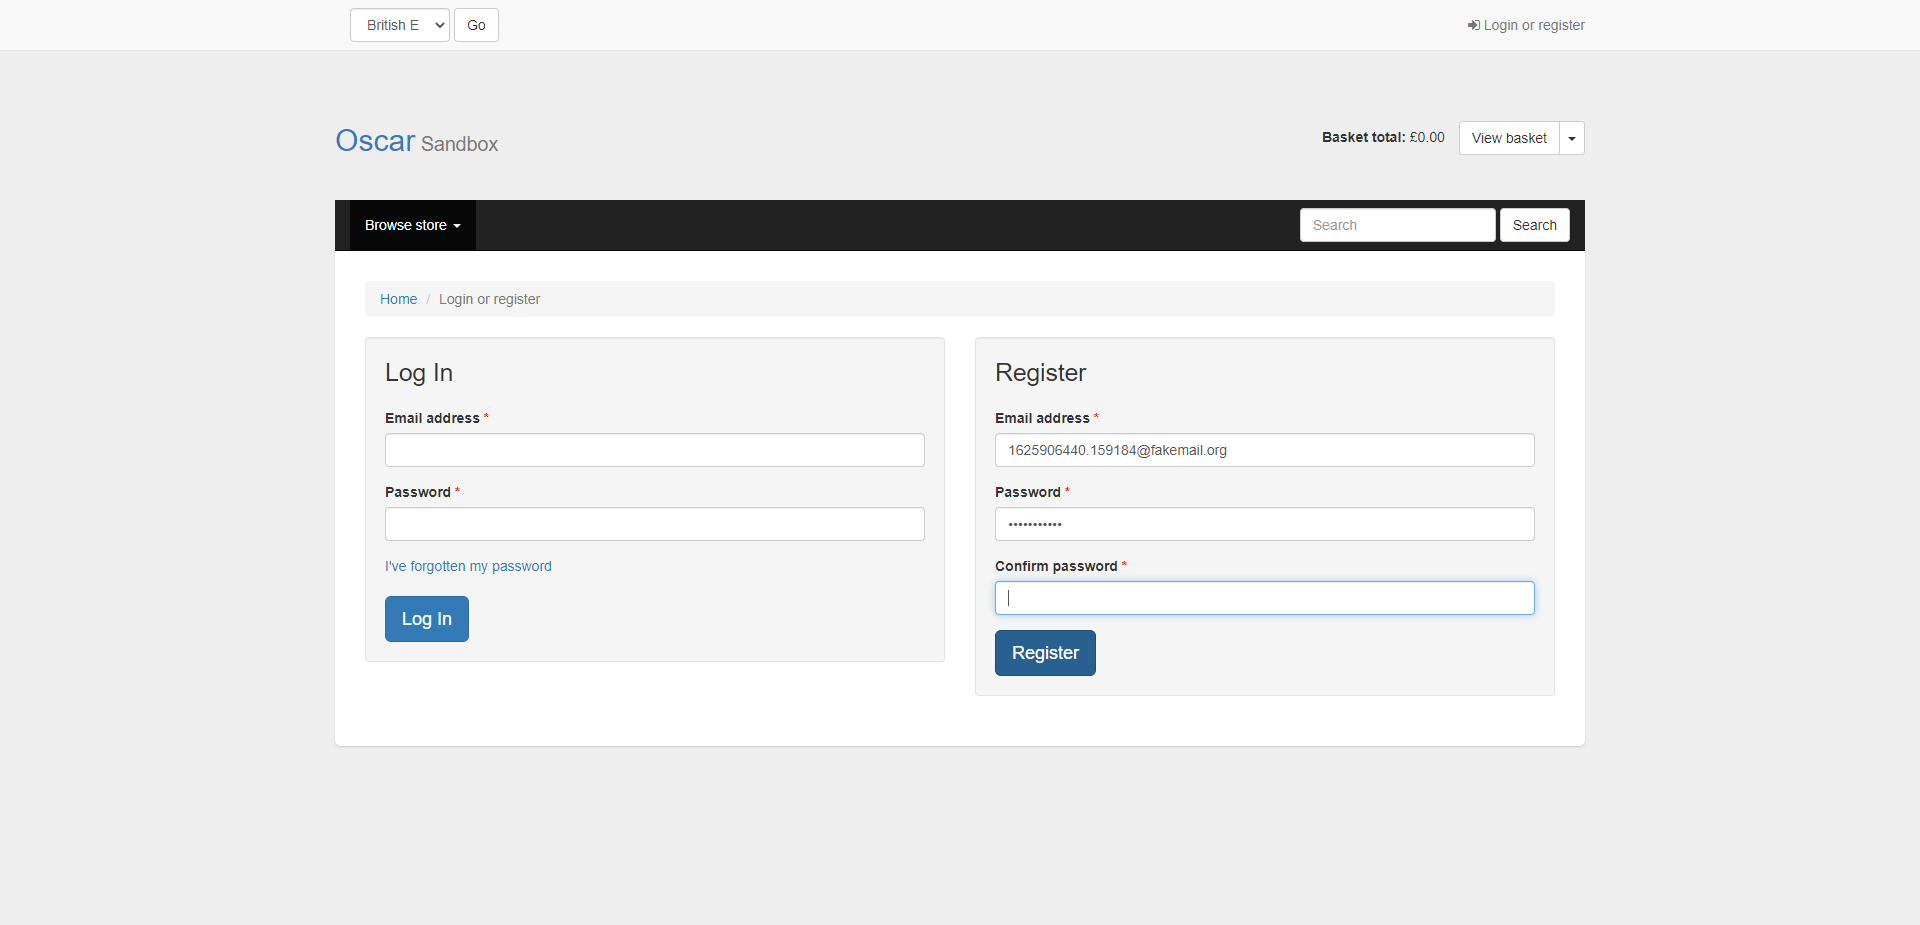 British E
Go
Login or register
Oscar Sandbox
Basket total: £0.00
View basket
Browse store
Search
Search
Home / Login or register
Log In
Email address *
Password *
I've forgotten my password
Log In
Register
Email address *
1625906440.159184@fakemail.org
Password *
•••••••••••
Confirm password *
Register